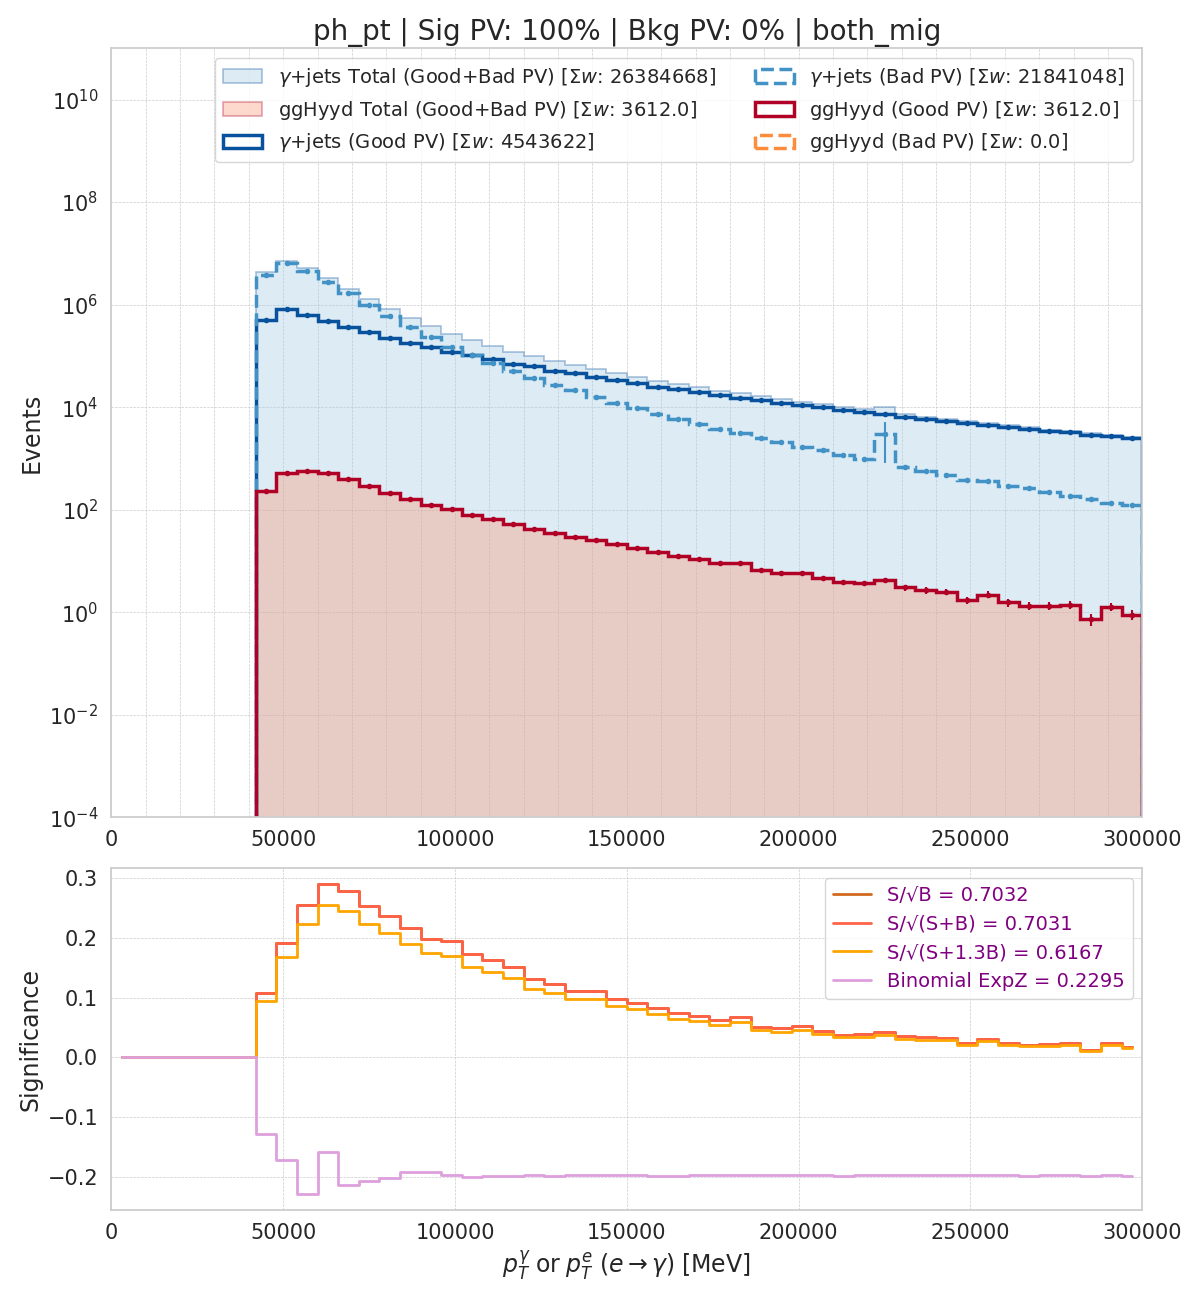 ph_pt | Sig PV: 100% | Bkg PV: 0% | both_mig
γ+jets Total (Good+Bad PV) [Σw: 26384668]
ggHyyd Total (Good+Bad PV) [Σw: 3612.0]
γ+jets (Good PV) [Σw: 4543622]
γ+jets (Bad PV) [Σw: 21841048]
ggHyyd (Good PV) [Σw: 3612.0]
ggHyyd (Bad PV) [Σw: 0.0]
Events
10^10
10^8
10^6
10^4
10^2
10^0
10^−2
10^−4
0 50000 100000 150000 200000 250000 300000
Significance
0.3
0.2
0.1
0.0
−0.1
−0.2
S/√B = 0.7032
S/√(S+B) = 0.7031
S/√(S+1.3B) = 0.6167
Binomial ExpZ = 0.2295
0 50000 100000 150000 200000 250000 300000
p_T^γ or p_T^e (e→γ) [MeV]